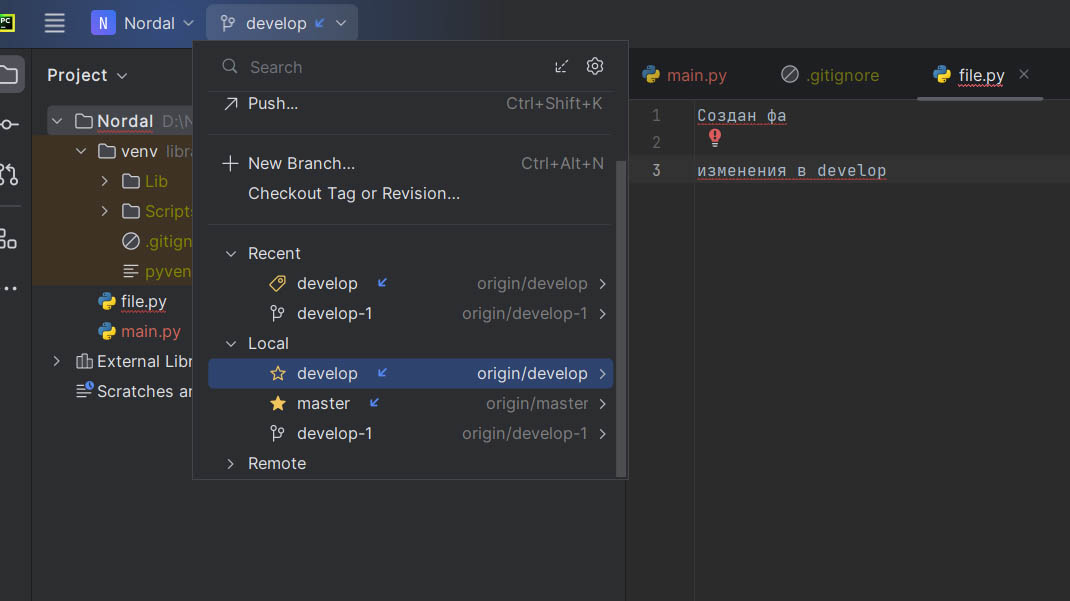 PC
N Nordal develop
Project
Search
Push... Ctrl+Shift+K
New Branch... Ctrl+Alt+N
Checkout Tag or Revision...
Recent
develop origin/develop
develop-1 origin/develop-1
Local
develop origin/develop
master origin/master
develop-1 origin/develop-1
Remote
Nordal D:\N
venv libra
Lib
Scripts
.gitign
pyven
file.py
main.py
External Libr
Scratches an
main.py .gitignore file.py
1 Создан фа
2
3 изменения в develop